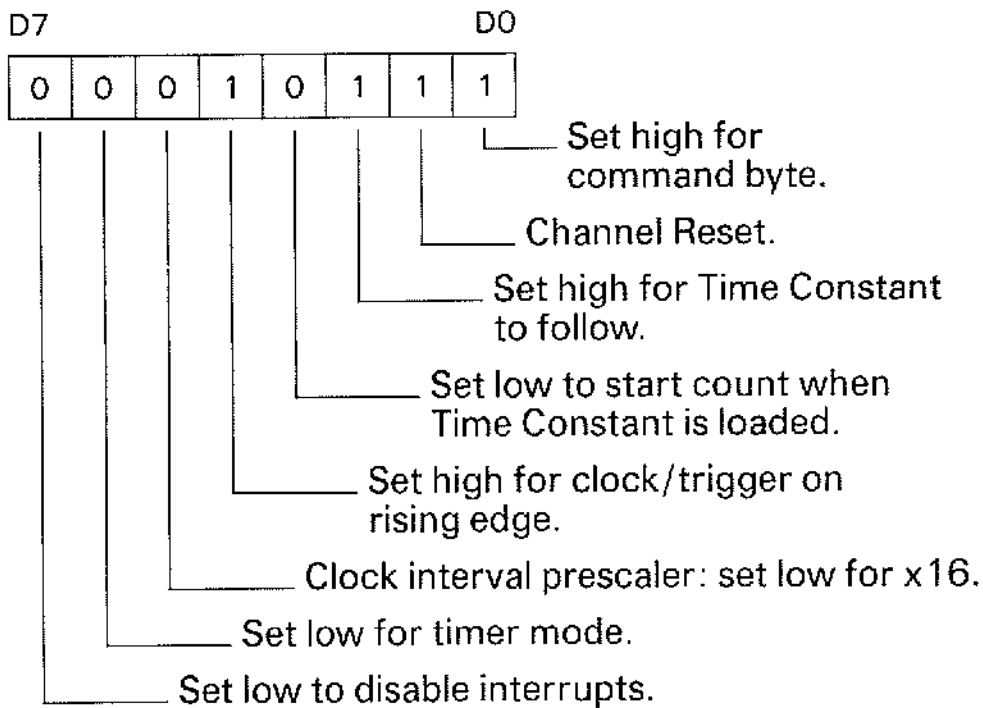 D7 D0
0 0 0 1 0 1 1 1
Set high for
command byte.
Channel Reset.
Set high for Time Constant
to follow.
Set low to start count when
Time Constant is loaded.
Set high for clock/trigger on
rising edge.
Clock interval prescaler: set low for x16.
Set low for timer mode.
Set low to disable interrupts.